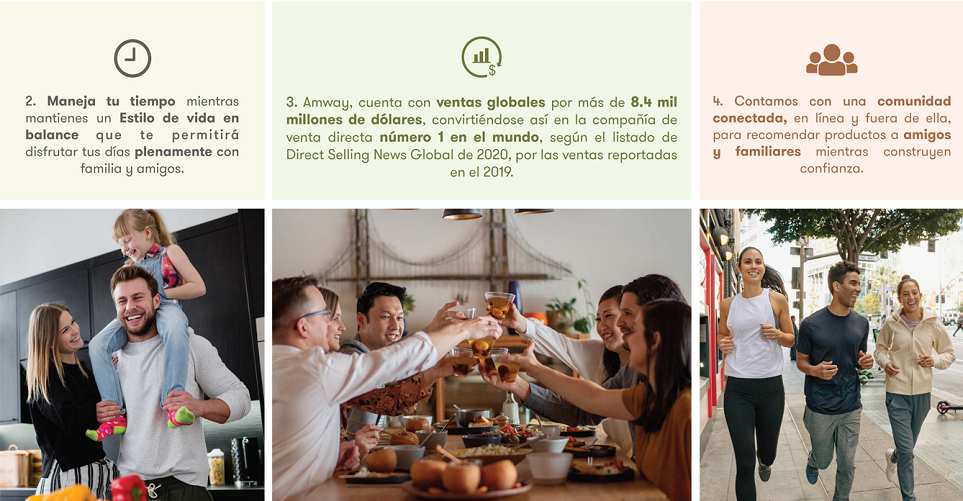 2. Maneja tu tiempo mientras
mantienes un Estilo de vida en
balance que te permitirá
disfrutar tus días plenamente con
familia y amigos.
$
3. Amway, cuenta con ventas globales por más de 8.4 mil
millones de dólares, convirtiéndose así en la compañía de
venta directa número 1 en el mundo, según el listado de
Direct Selling News Global de 2020, por las ventas reportadas
en el 2019.
4. Contamos con una comunidad
conectada, en línea y fuera de ella,
para recomendar productos a amigos
y familiares mientras construyen
confianza.